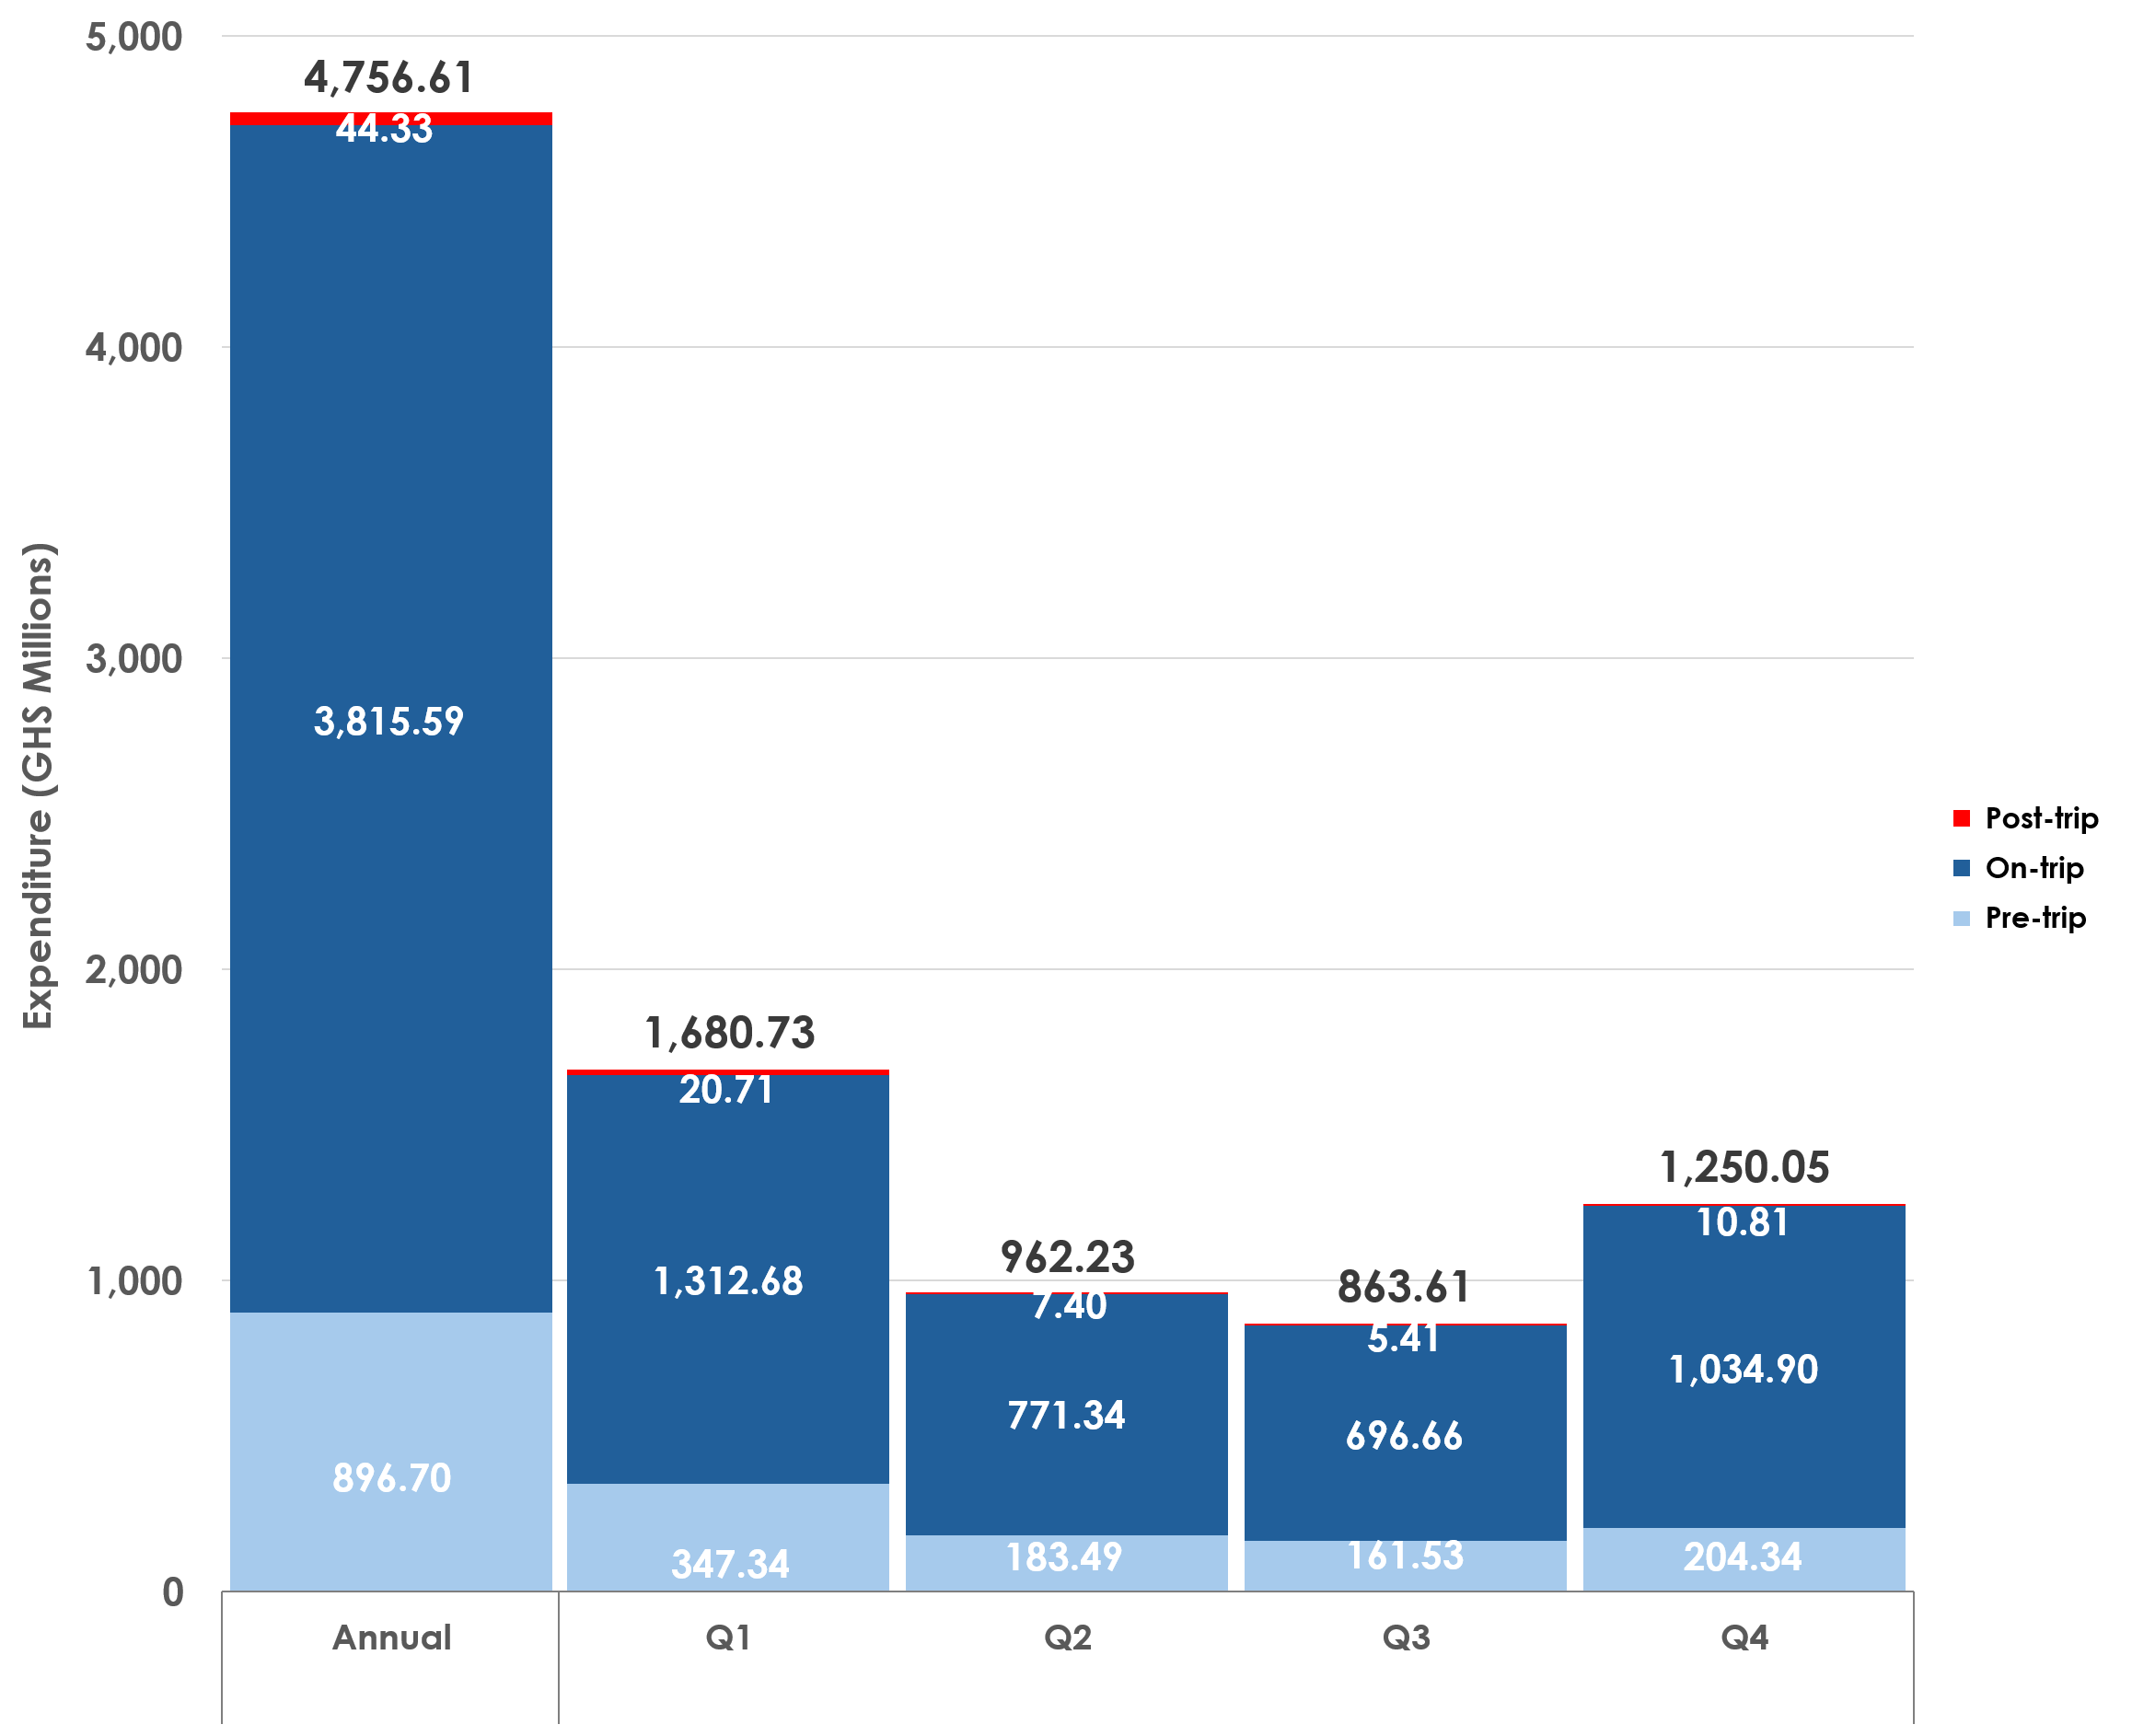 5,000
4,000
3,000
2,000
1,000
0
Expenditure (GHS Millions)
4,756.61
44.33
3,815.59
896.70
1,680.73
20.71
1,312.68
347.34
962.23
7.40
771.34
183.49
863.61
5.41
696.66
161.53
1,250.05
10.81
1,034.90
204.34
Annual
Q1
Q2
Q3
Q4
Post-trip
On-trip
Pre-trip